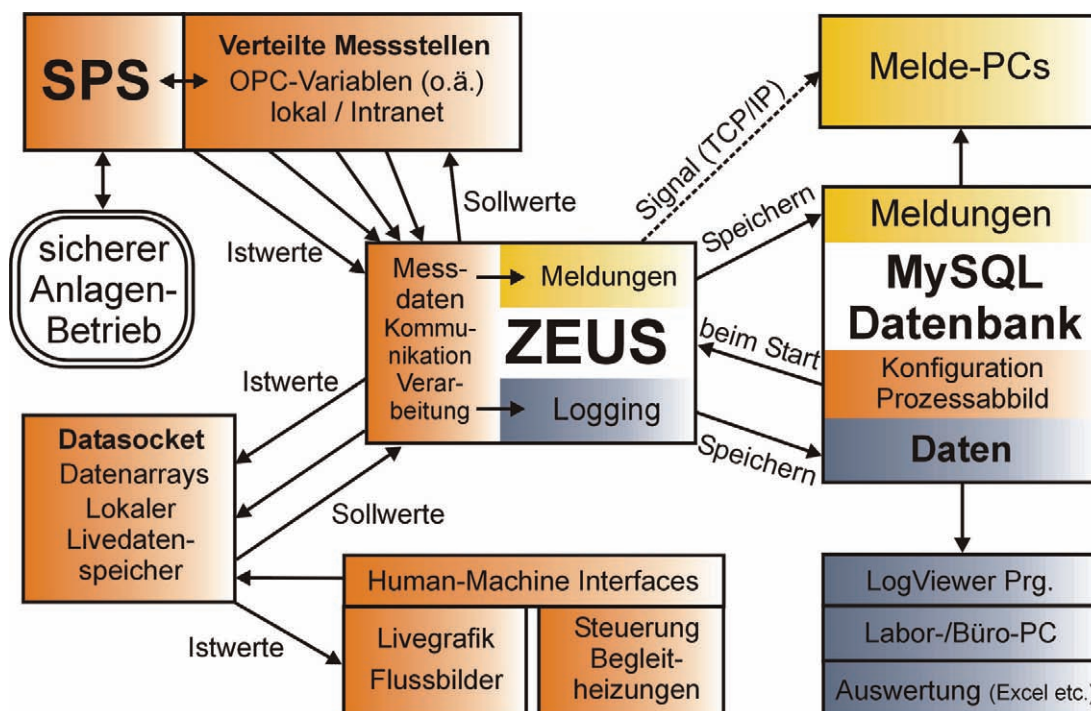 SPS
Verteilte Messstellen
OPC-Variablen (o.ä.)
lokal / Intranet
Melde-PCs
Signal (TCP/IP)
Sollwerte
Speichern
Istwerte
sicherer
Anlagen-
Betrieb
Mess-
daten
Kommu-
nikation
Verar-
beitung
Meldungen
ZEUS
Logging
beim Start
Speichern
Meldungen
MySQL
Datenbank
Konfiguration
Prozessabbild
Daten
Istwerte
Datasocket
Datenarrays
Lokaler
Livedaten-
speicher
Sollwerte
Istwerte
Human-Machine Interfaces
Livegrafik
Flussbilder
Steuerung
Begleit-
heizungen
LogViewer Prg.
Labor-/Büro-PC
Auswertung (Excel etc.)